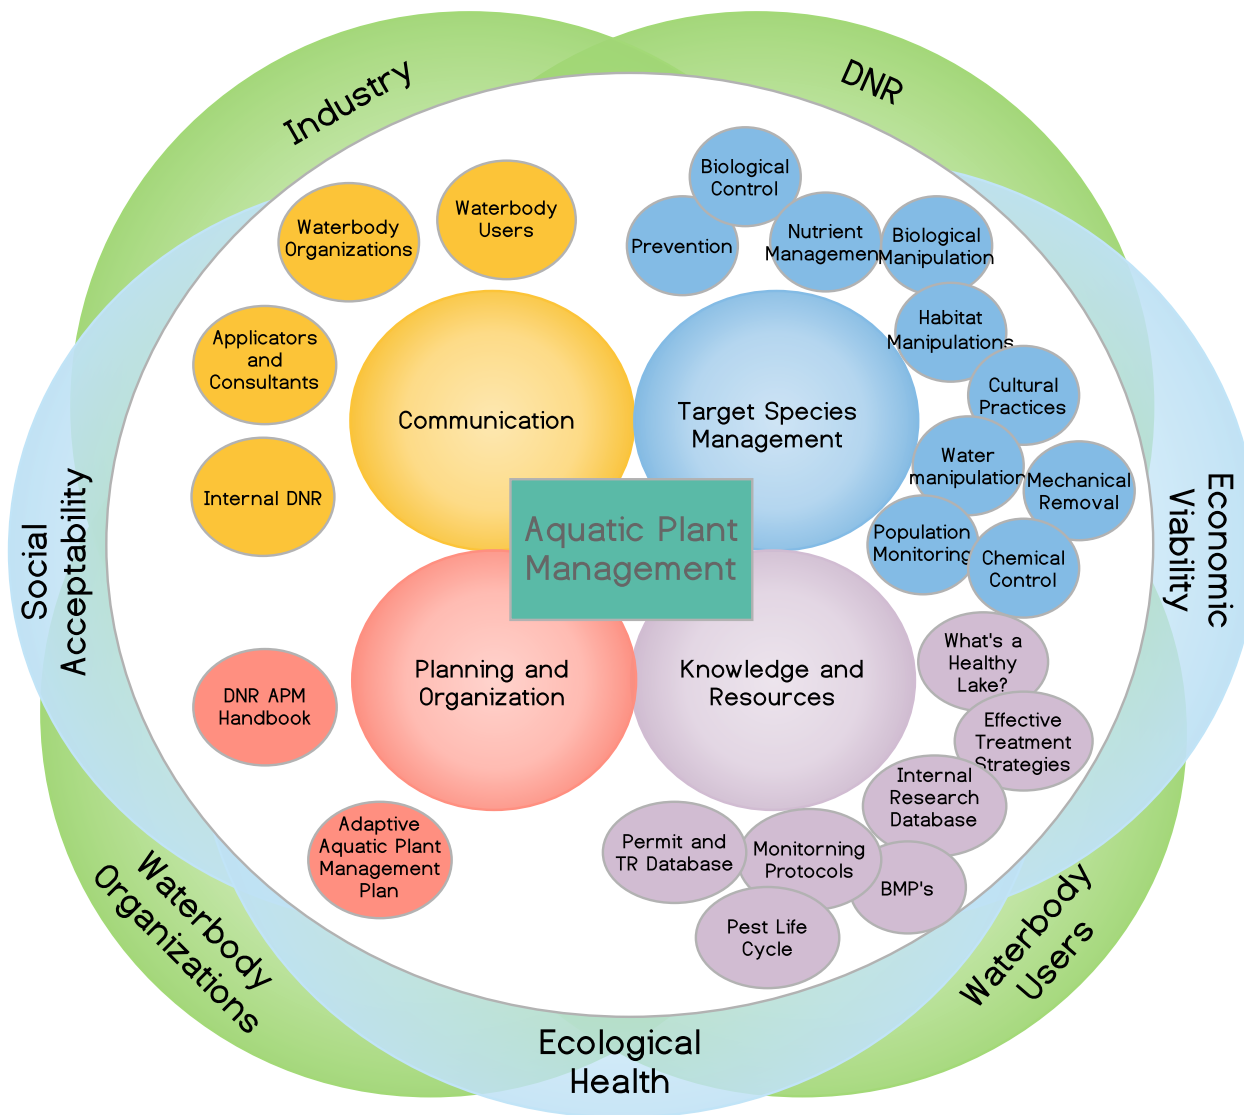 Industry
DNR
Biological
Control
Waterbody
Users
Waterbody
Organizations
Prevention
Nutrient
Management
Biological
Manipulation
Habitat
Manipulations
Applicators
and
Consultants
Cultural
Practices
Communication
Target Species
Management
Water
manipulation
Mechanical
Removal
Internal DNR
Population
Monitoring
Chemical
Control
Aquatic Plant
Management
Social
Acceptability
Economic
Viability
Planning and
Organization
Knowledge and
Resources
What's a
Healthy
Lake?
DNR APM
Handbook
Effective
Treatment
Strategies
Internal
Research
Database
Adaptive
Aquatic Plant
Management
Plan
Permit and
TR Database
Monitorning
Protocols
BMP's
Pest Life
Cycle
Waterbody
Organizations
Waterbody
Users
Ecological
Health